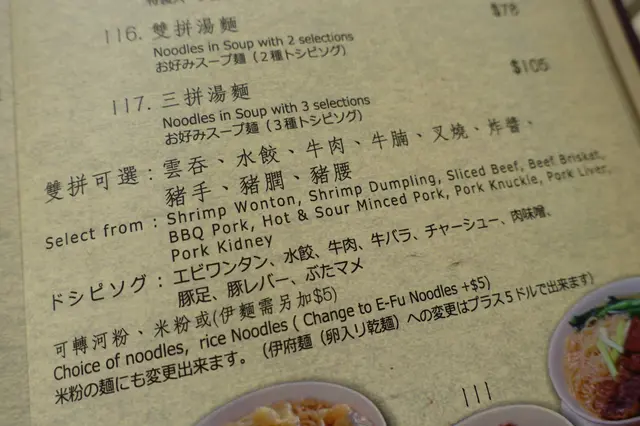 116. 雙拼湯麵 $78
Noodles in Soup with 2 selections
お好みスープ麺（2種トシピング）
117. 三拼湯麵 $105
Noodles in Soup with 3 selections
お好みスープ麺（3種トシピング）
雙拼可選：雲吞、水餃、牛肉、牛腩、叉燒、炸醬、
豬手、豬膶、豬腰
Select from : Shrimp Wonton, Shrimp Dumpling, Sliced Beef, Beef Brisket,
BBQ Pork, Hot & Sour Minced Pork, Pork Knuckle, Pork Liver,
Pork Kidney
ドシピソグ：エビワンタン、水餃、牛肉、牛バラ、チャーシュー、肉味噌、
豚足、豚レバー、ぶたマメ
可轉河粉、米粉或(伊麵需另加$5)
Choice of noodles, rice Noodles ( Change to E-Fu Noodles +$5)
米粉の麺にも変更出来ます。（伊府麺（卵入り乾麺）への変更はプラス5ドルで出来ます）
111